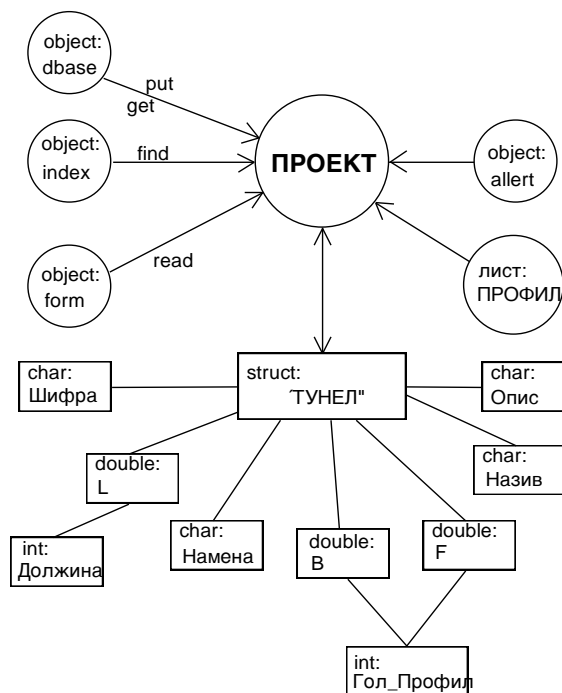 object:
dbase
put
get
object:
index
find
ПРОЕКТ
object:
allert
object:
form
read
лист:
ПРОФИЛ
char:
Шифра
struct:
"ТУНЕЛ"
char:
Опис
double:
L
char:
Назив
int:
Должина
char:
Намена
double:
B
double:
F
int:
Гол_Профил